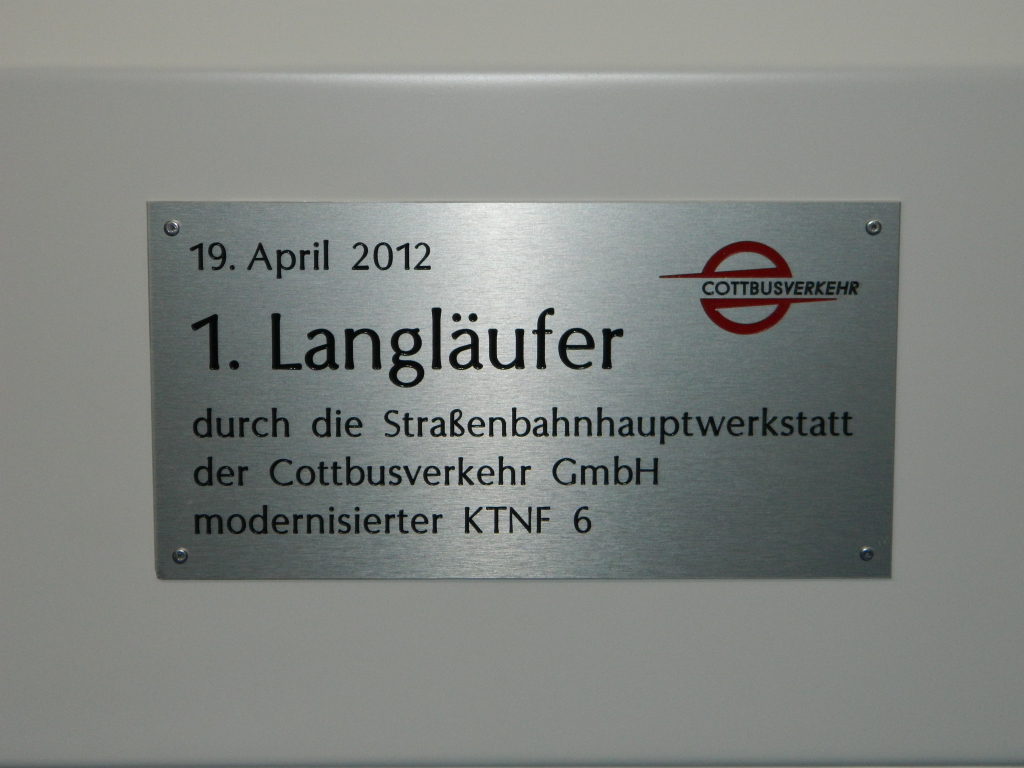 19. April 2012
COTTBUSVERKEHR
1. Langläufer
durch die Straßenbahnhauptwerkstatt
der Cottbusverkehr GmbH
modernisierter KTNF 6